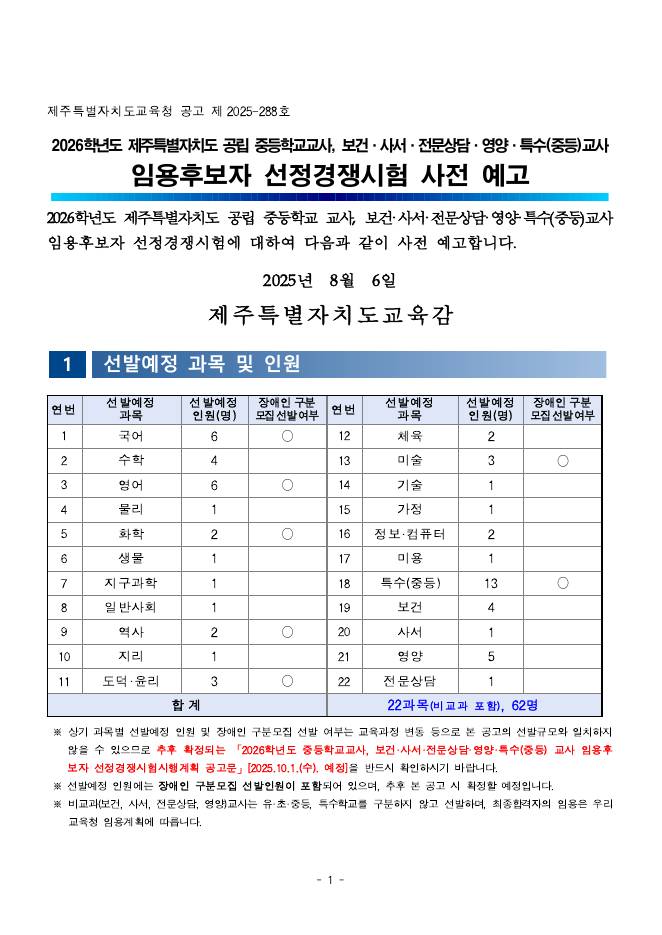 제주특별자치도교육청 공고 제 2025-288호
2026학년도 제주특별자치도 공립 중등학교교사, 보건·사서·전문상담·영양·특수(중등)교사
임용후보자 선정경쟁시험 사전 예고
2026학년도 제주특별자치도 공립 중등학교 교사, 보건·사서·전문상담·영양·특수(중등)교사
임용후보자 선정경쟁시험에 대하여 다음과 같이 사전 예고합니다.
2025년 8월 6일
제주특별자치도교육감
1 선발예정 과목 및 인원
연번 선발예정 과목 선발예정 인원(명) 장애인 구분 모집선발여부 연번 선발예정 과목 선발예정 인원(명) 장애인 구분 모집선발여부
1 국어 6 ○ 12 체육 2
2 수학 4 13 미술 3 ○
3 영어 6 ○ 14 기술 1
4 물리 1 15 가정 1
5 화학 2 ○ 16 정보·컴퓨터 2
6 생물 1 17 미용 1
7 지구과학 1 18 특수(중등) 13 ○
8 일반사회 1 19 보건 4
9 역사 2 ○ 20 사서 1
10 지리 1 21 영양 5
11 도덕·윤리 3 ○ 22 전문상담 1
합 계 22과목(비교과 포함), 62명
※ 상기 과목별 선발예정 인원 및 장애인 구분모집 선발 여부는 교육과정 변동 등으로 본 공고의 선발규모와 일치하지
않을 수 있으므로 추후 확정되는 「2026학년도 중등학교교사, 보건·사서·전문상담·영양·특수(중등) 교사 임용후
보자 선정경쟁시험시행계획 공고문」[2025.10.1.(수). 예정]을 반드시 확인하시기 바랍니다.
※ 선발예정 인원에는 장애인 구분모집 선발인원이 포함되어 있으며, 추후 본 공고 시 확정할 예정입니다.
※ 비교과(보건, 사서, 전문상담, 영양)교사는 유·초·중등, 특수학교를 구분하지 않고 선발하며, 최종합격자의 임용은 우리
교육청 임용계획에 따릅니다.
- 1 -